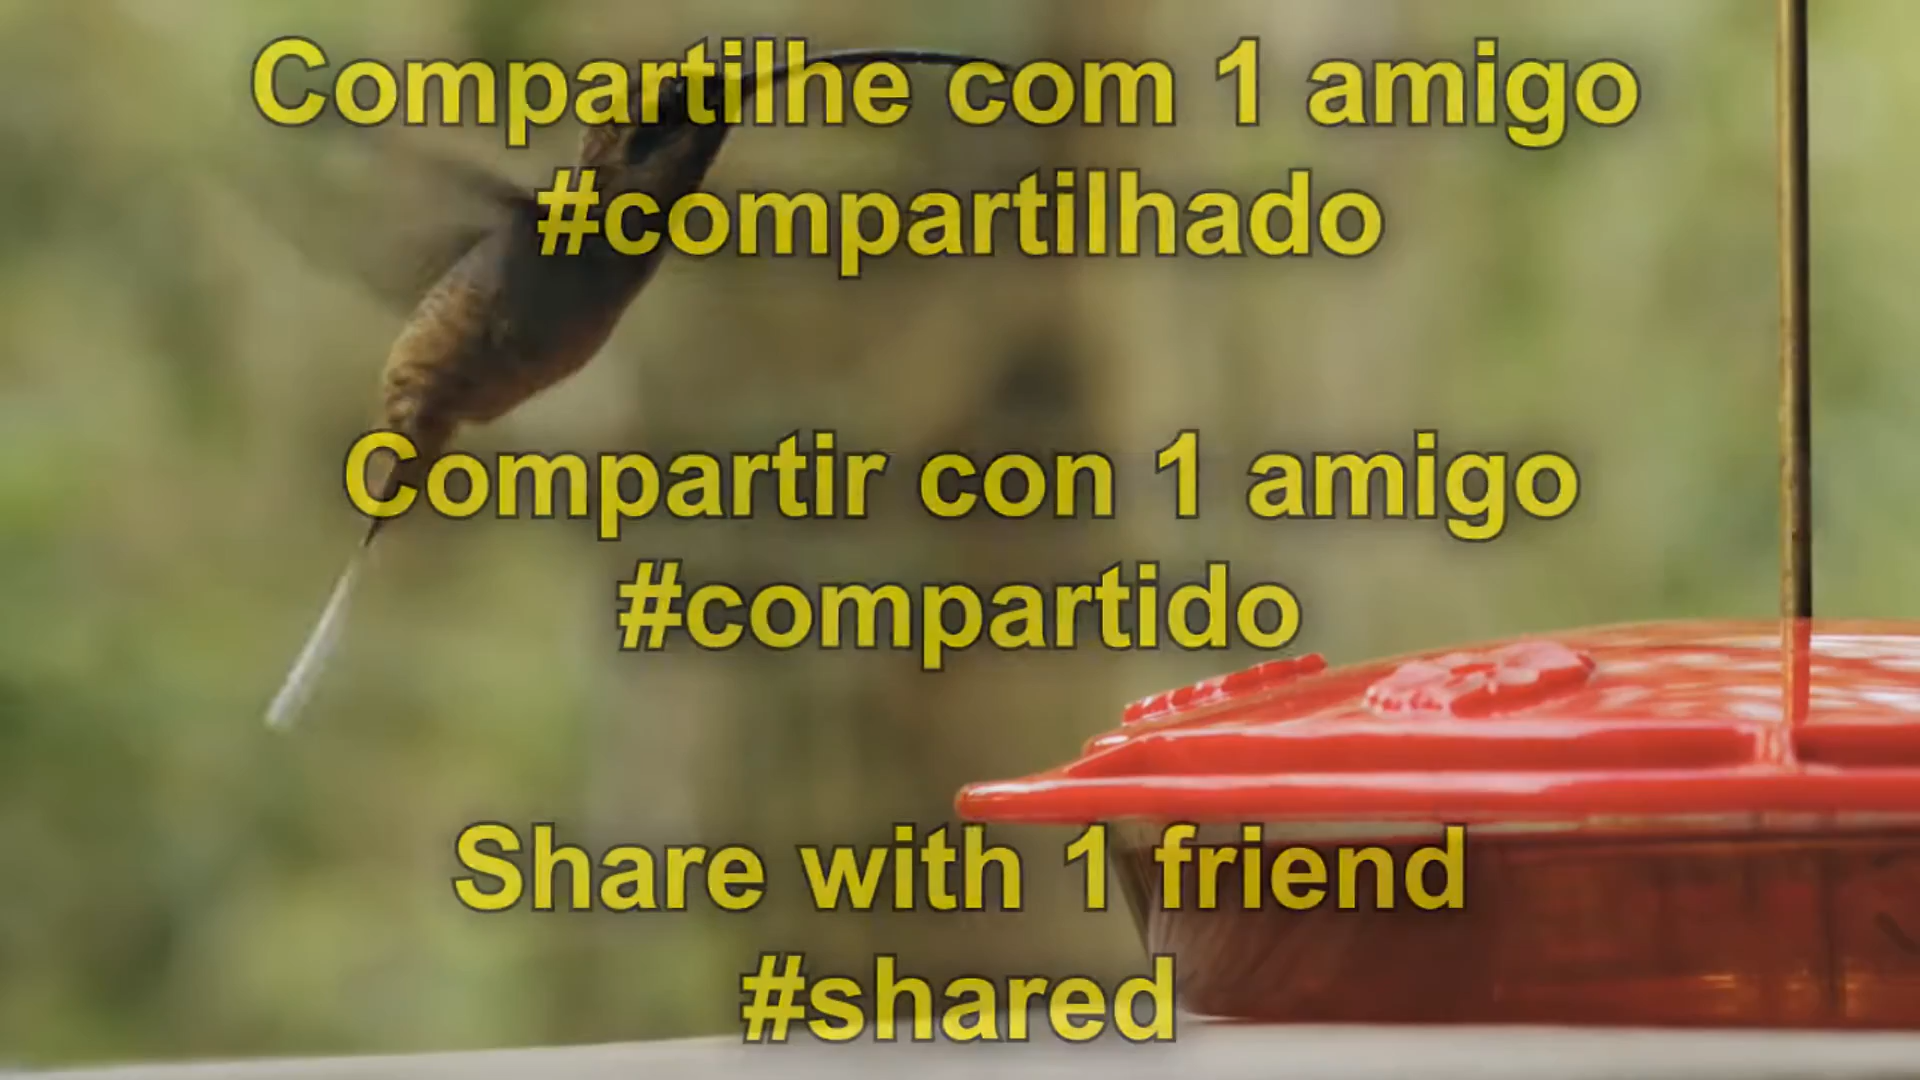 Compartilhe com 1 amigo
#compartilhado
Compartir con 1 amigo
#compartido
Share with 1 friend
#shared